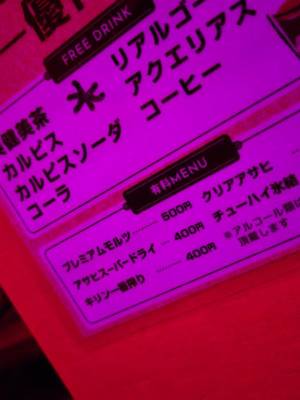 優
FREE DRINK
リアルゴー
アクエリアス
コーヒー
爽健美茶
カルピス
カルピスソーダ
コーラ
有料MENU
プレミアムモルツ …… 500円
アサヒスーパードライ … 400円
キリン一番搾り …… 400円
クリアアサヒ
チューハイ氷結
※アルコール
頂戴します